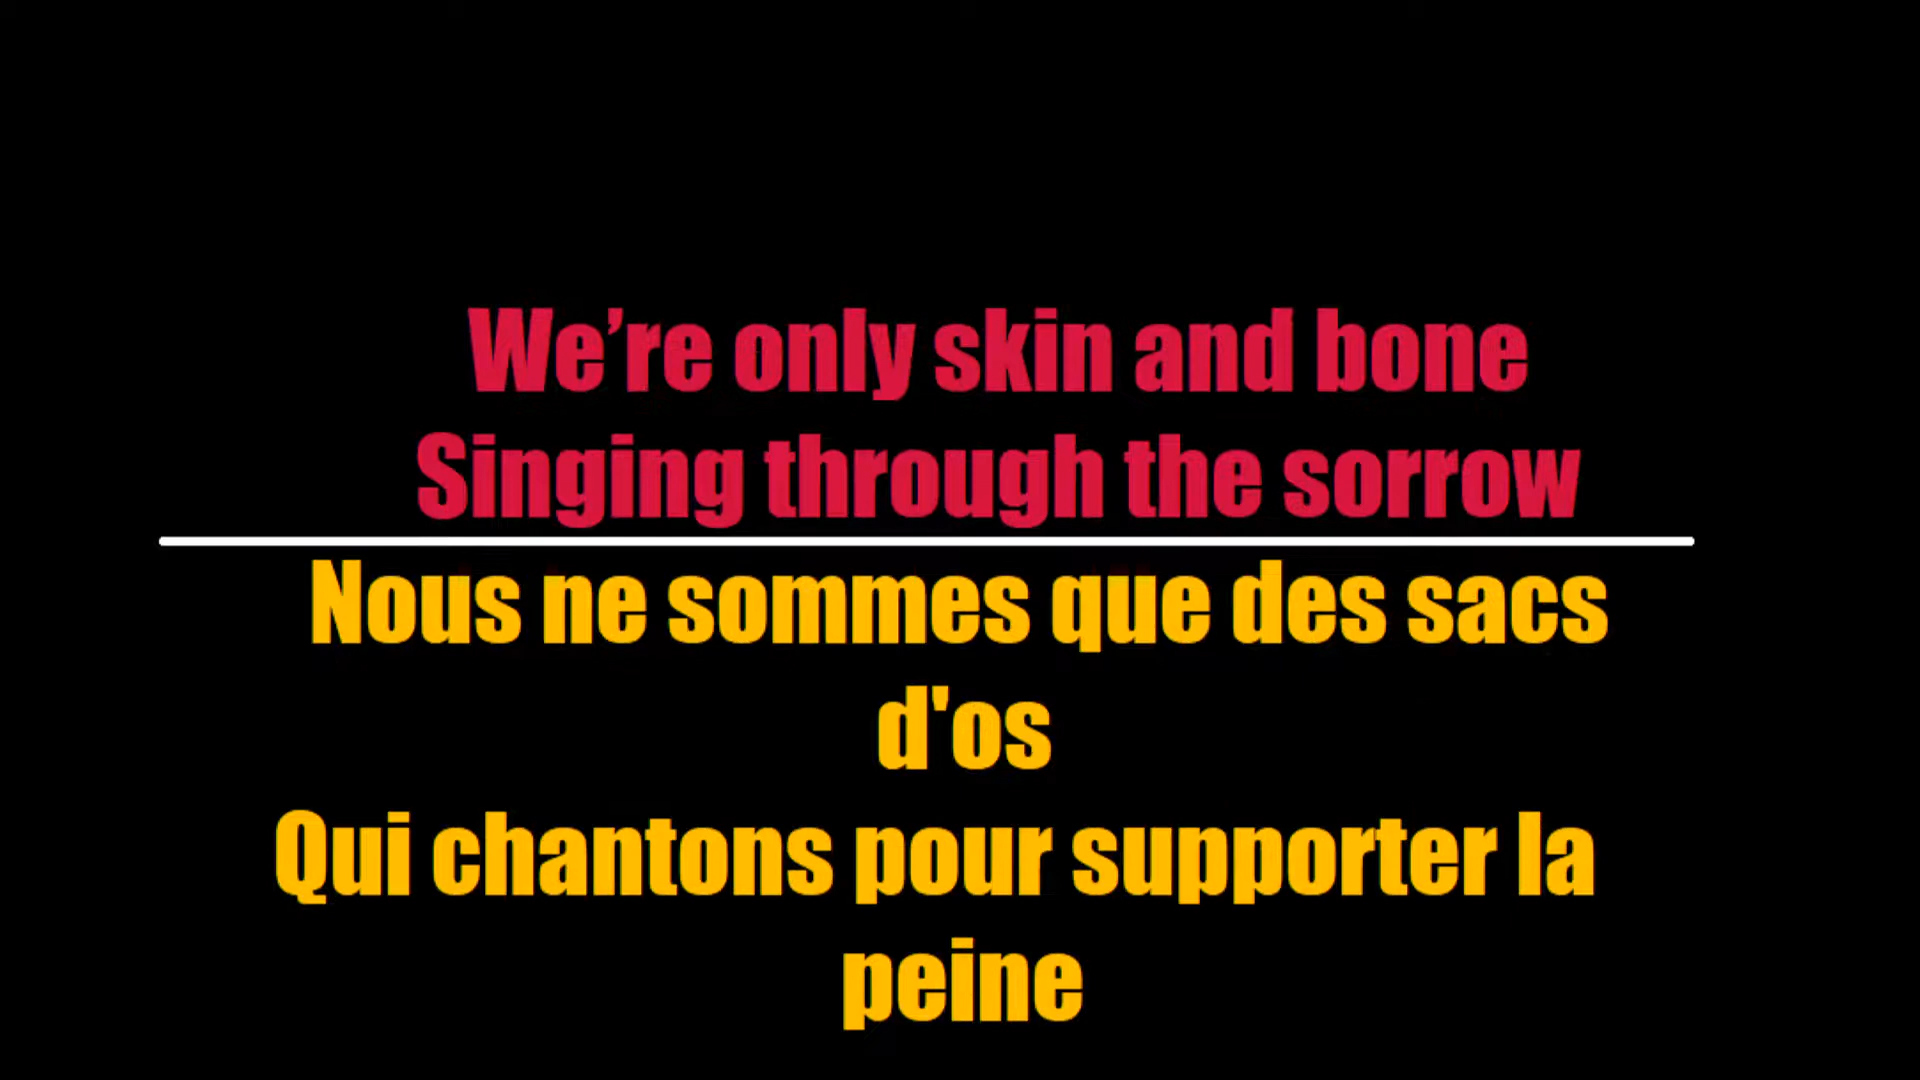 We’re only skin and bone
Singing through the sorrow
Nous ne sommes que des sacs
d'os
Qui chantons pour supporter la
peine